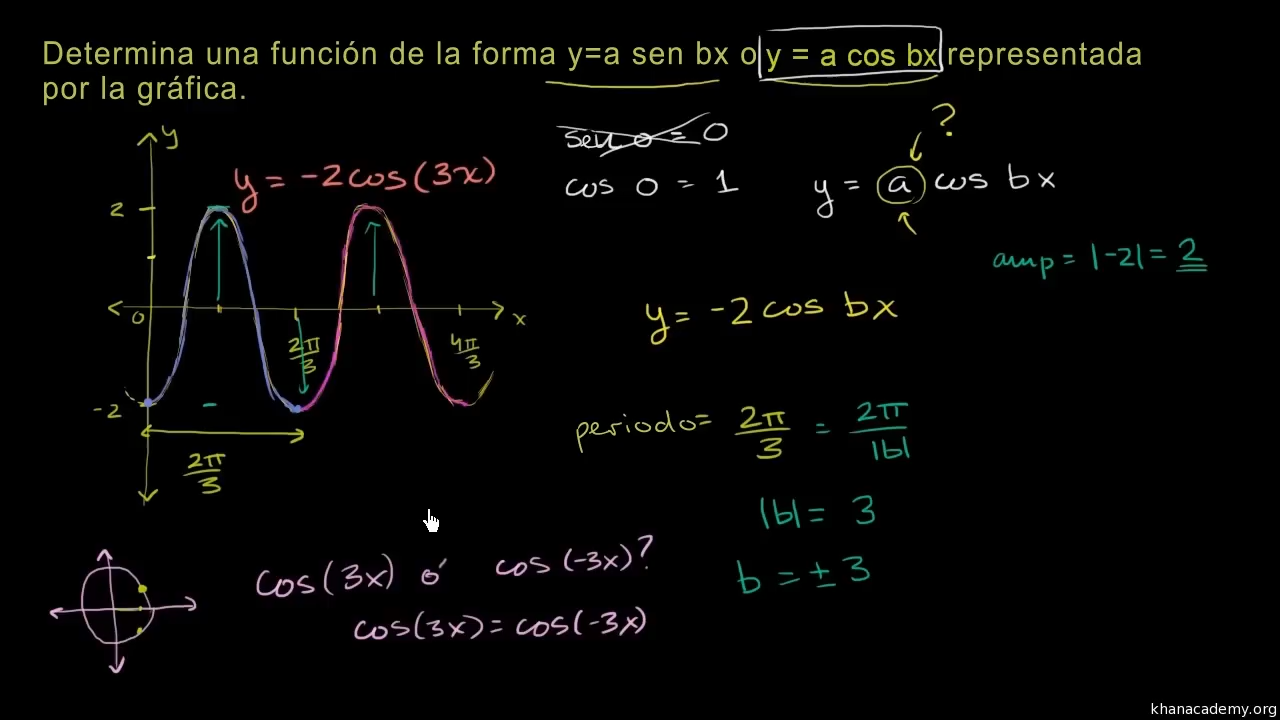 Determina una función de la forma y=a sen bx o y = a cos bx representada
por la gráfica.
sen 0 = 0
cos 0 = 1
?
y = a cos bx
amp = |-2| = 2
y
y = -2cos(3x)
2
0
x
2π/3
4π/3
-2
2π/3
y = -2 cos bx
periodo = 2π/3 = 2π/|b|
|b| = 3
b = ± 3
cos(3x) ó cos(-3x)?
cos(3x) = cos(-3x)
khanacademy.org